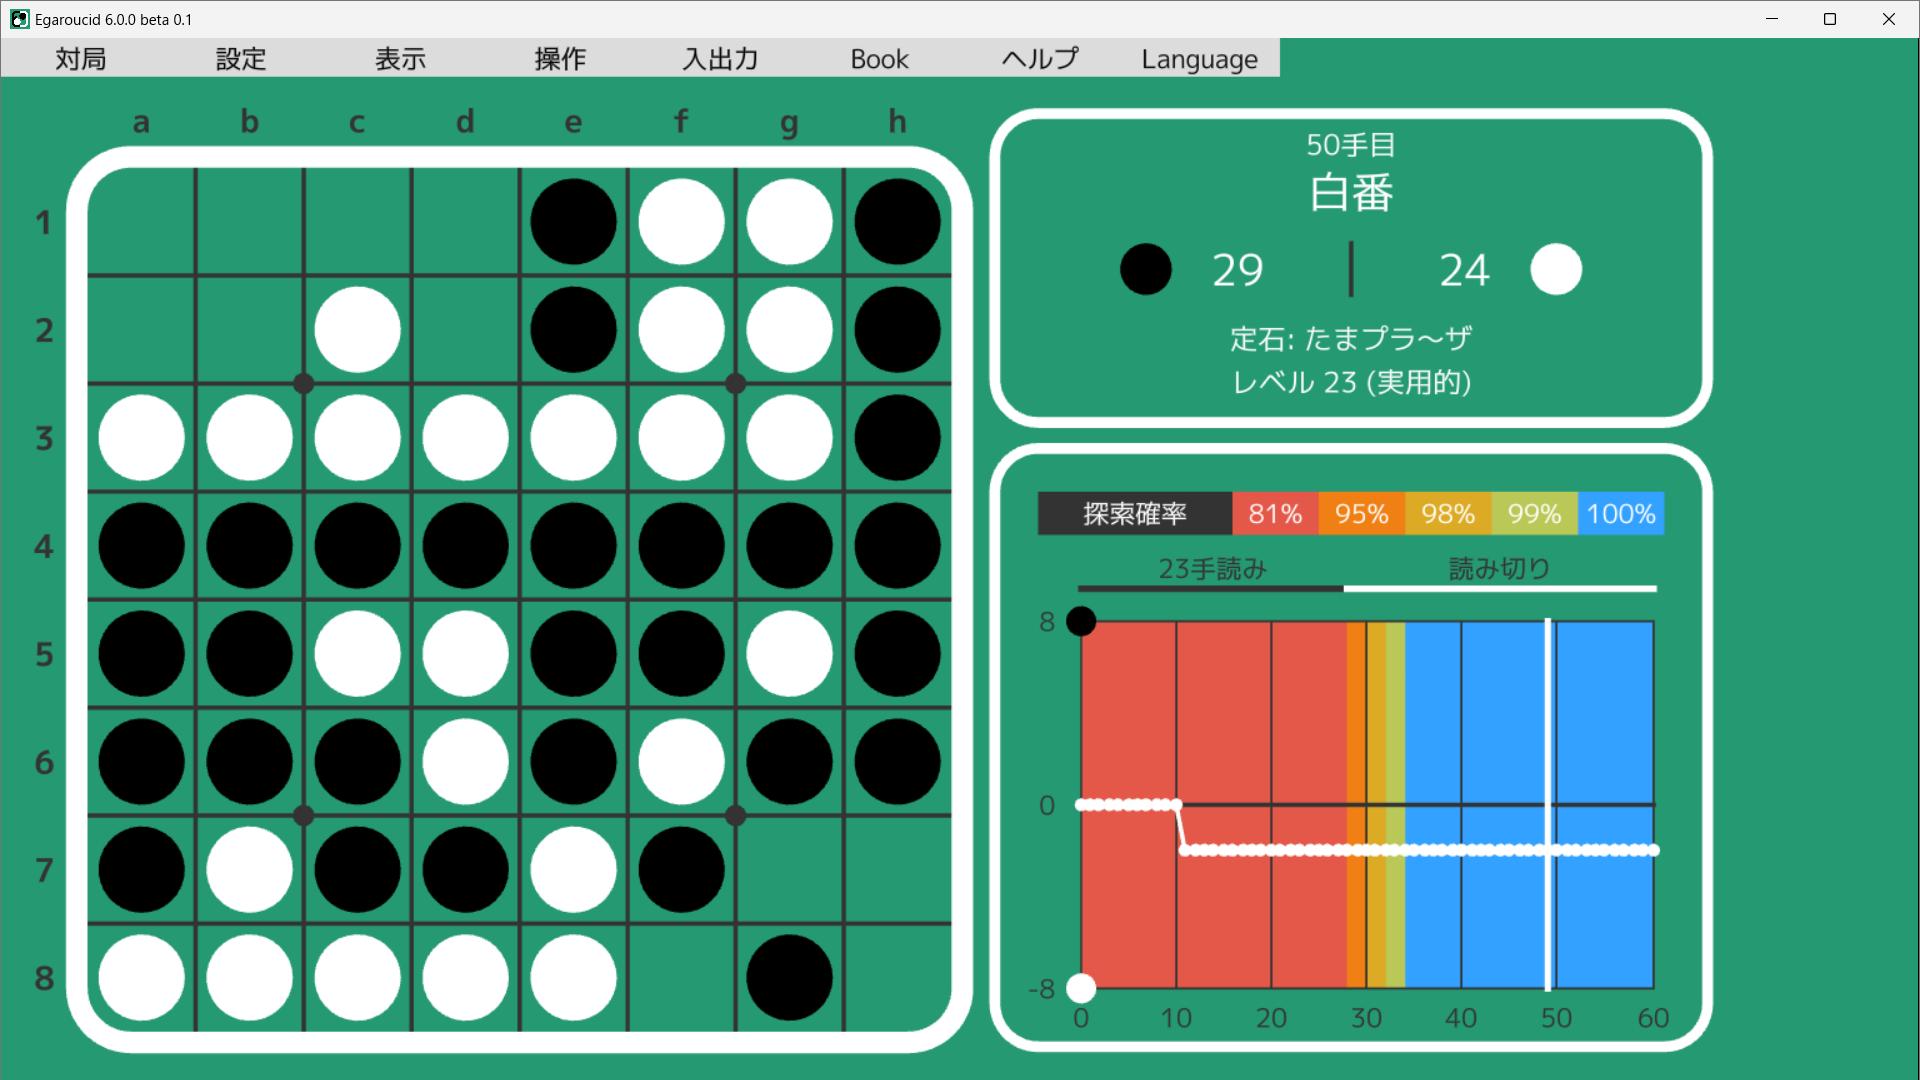 Egaroucid 6.0.0 beta 0.1
対局 設定 表示 操作 入出力 Book ヘルプ Language
a b c d e f g h
1
2
3
4
5
6
7
8
50手目
白番
29 24
定石: たまプラ〜ザ
レベル 23 (実用的)
探索確率 81% 95% 98% 99% 100%
23手読み 読み切り
8
0
-8
0 10 20 30 40 50 60